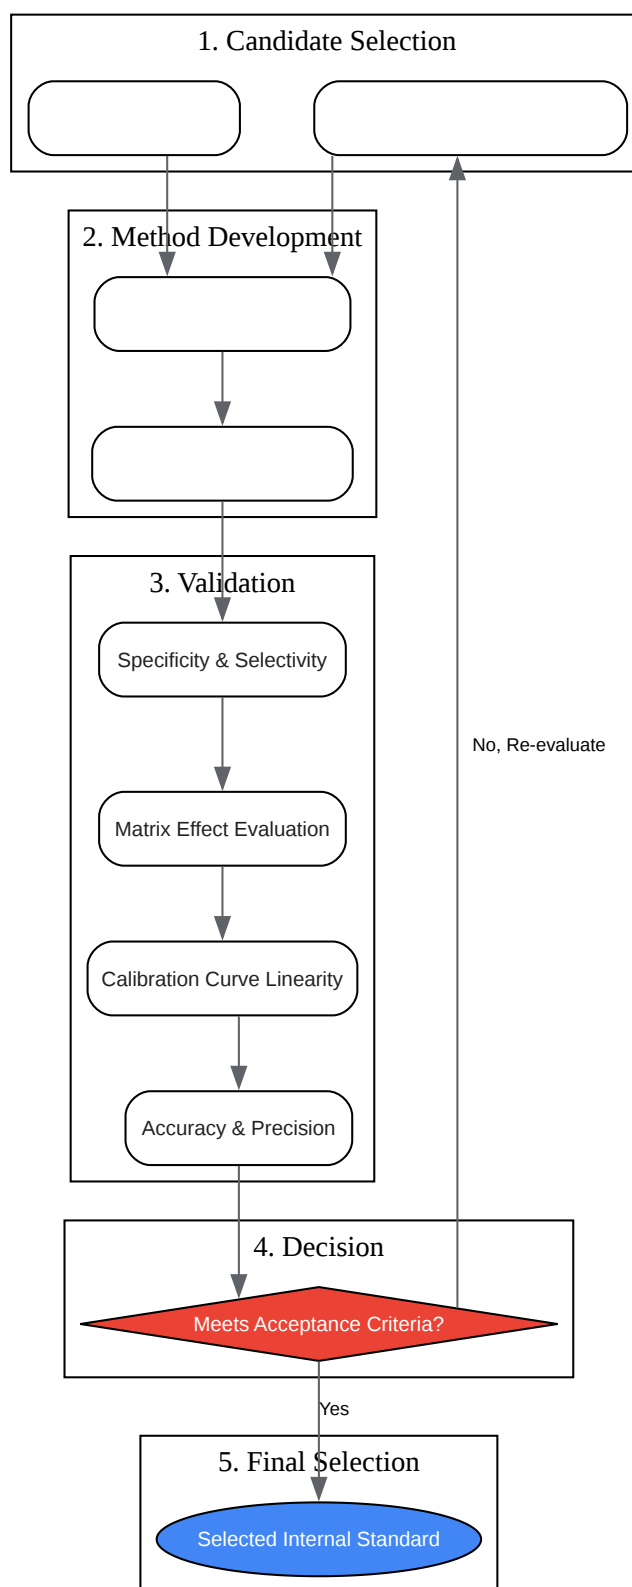 1. Candidate Selection
2. Method Development
3. Validation
Specificity & Selectivity
Matrix Effect Evaluation
No, Re-evaluate
Calibration Curve Linearity
Accuracy & Precision
4. Decision
Meets Acceptance Criteria?
Yes
5. Final Selection
Selected Internal Standard